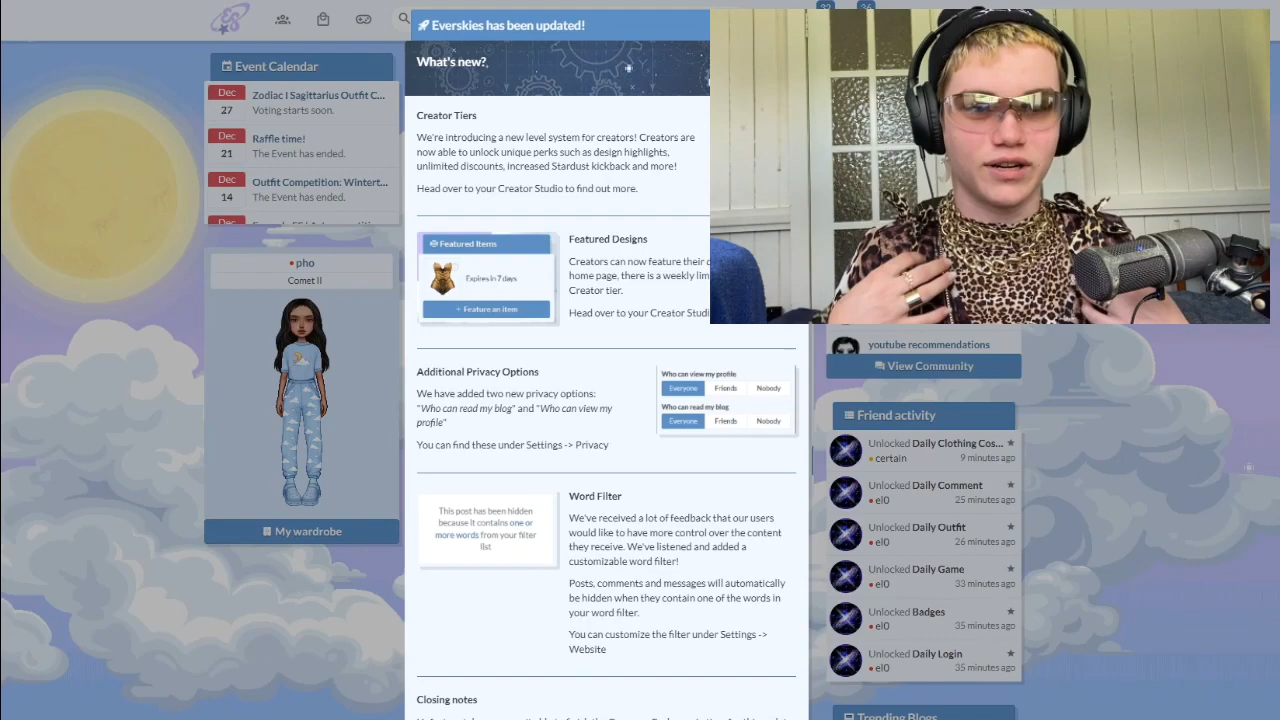 ES
Event Calendar
Dec
27
Zodiac | Sagittarius Outfit C...
Voting starts soon.
Dec
21
Raffle time!
The Event has ended.
Dec
14
Outfit Competition: Wintert...
The Event has ended.
Dec
pho
Comet II
My wardrobe
Everskies has been updated!
What's new?
Creator Tiers
We're introducing a new level system for creators! Creators are
now able to unlock unique perks such as design highlights,
unlimited discounts, increased Stardust kickback and more!
Head over to your Creator Studio to find out more.
Featured Items
Expires in 7 days
+ Feature an item
Featured Designs
Creators can now feature their
home page, there is a weekly
Creator tier.
Head over to your Creator
Additional Privacy Options
We have added two new privacy options:
"Who can read my blog" and "Who can view my
profile"
You can find these under Settings -> Privacy
Who can view my profile
Everyone Friends Nobody
Who can read my blog
Everyone Friends Nobody
This post has been hidden
because it contains one or
more words from your filter
list
Word Filter
We've received a lot of feedback that our users
would like to have more control over the content
they receive. We've listened and added a
customizable word filter!
Posts, comments and messages will automatically
be hidden when they contain one of the words in
your word filter.
You can customize the filter under Settings ->
Website
Closing notes
youtube recommendations
View Community
Friend activity
Unlocked Daily Clothing Cos...
certain 9 minutes ago
Unlocked Daily Comment
el0 25 minutes ago
Unlocked Daily Outfit
el0 26 minutes ago
Unlocked Daily Game
el0 33 minutes ago
Unlocked Badges
el0 35 minutes ago
Unlocked Daily Login
el0 35 minutes ago
Trending Blogs